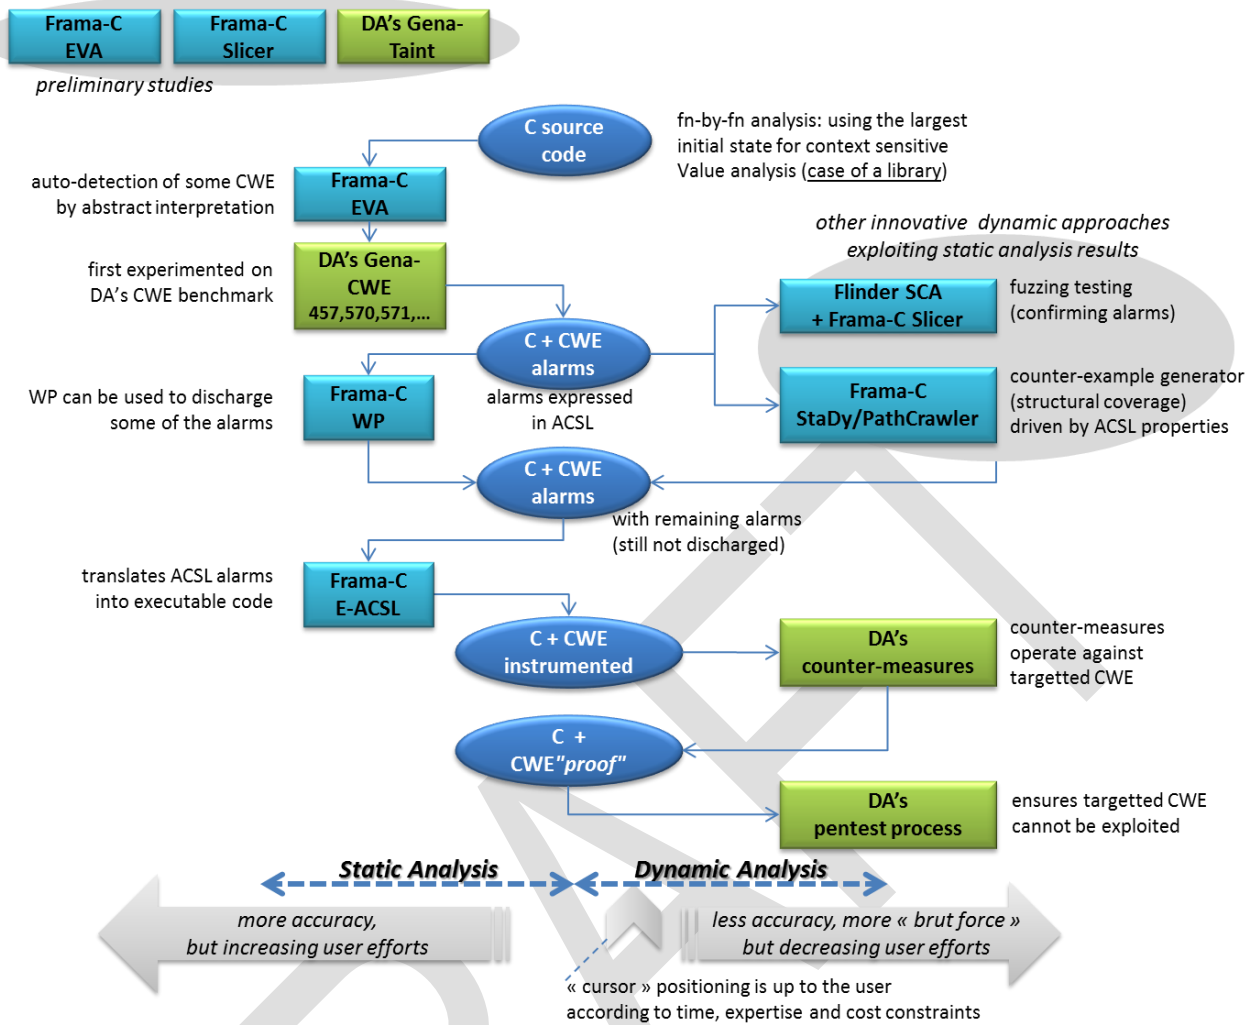 Frama-C
EVA
Frama-C
Slicer
DA's Gena-
Taint
preliminary studies
C source
code
fn-by-fn analysis: using the largest
initial state for context sensitive
Value analysis (case of a library)
auto-detection of some CWE
by abstract interpretation
Frama-C
EVA
other innovative dynamic approaches
exploiting static analysis results
first experimented on
DA's CWE benchmark
DA's Gena-
CWE
457,570,571,...
Flinder SCA
+ Frama-C Slicer
fuzzing testing
(confirming alarms)
C + CWE
alarms
alarms expressed
in ACSL
WP can be used to discharge
some of the alarms
Frama-C
WP
Frama-C
StaDy/PathCrawler
counter-example generator
(structural coverage)
driven by ACSL properties
C + CWE
alarms
with remaining alarms
(still not discharged)
translates ACSL alarms
into executable code
Frama-C
E-ACSL
C + CWE
instrumented
DA's
counter-measures
counter-measures
operate against
targetted CWE
C +
CWE"proof"
DA's
pentest process
ensures targetted CWE
cannot be exploited
Static Analysis
Dynamic Analysis
more accuracy,
but increasing user efforts
less accuracy, more « brut force »
but decreasing user efforts
« cursor » positioning is up to the user
according to time, expertise and cost constraints
DRAFT